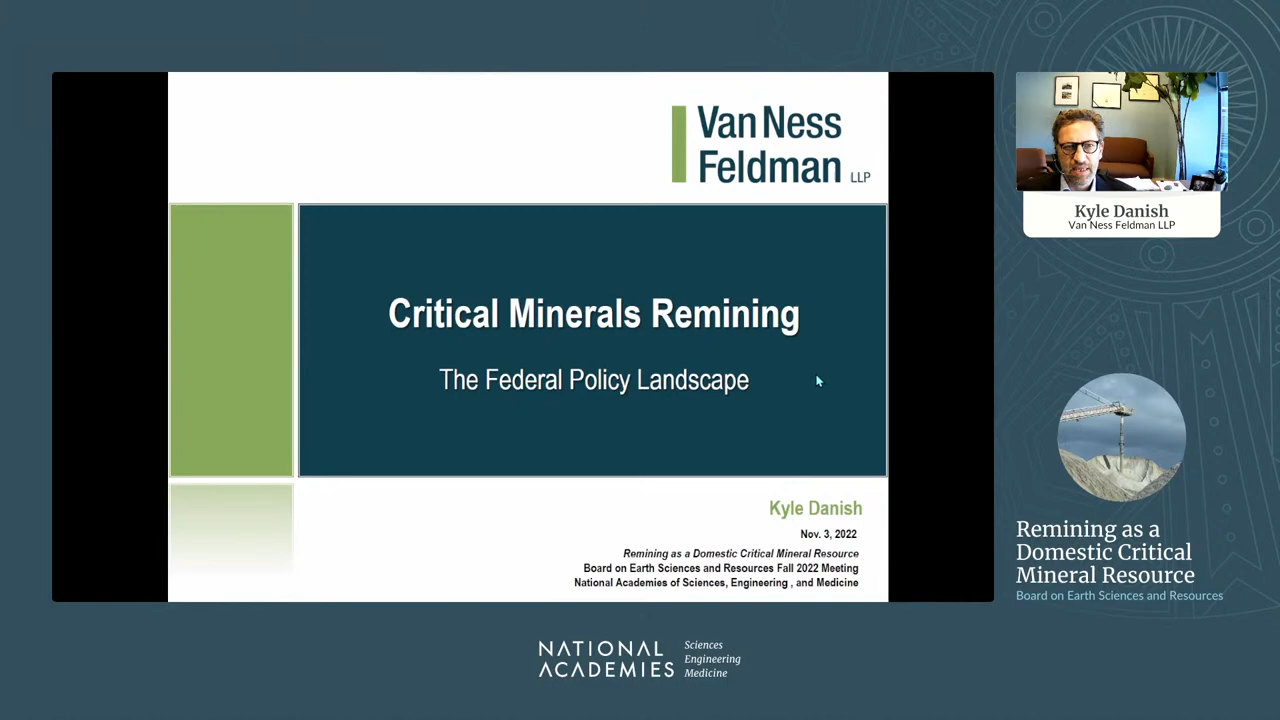 Van Ness
Feldman LLP
Critical Minerals Remining
The Federal Policy Landscape
Kyle Danish
Nov. 3, 2022
Remining as a Domestic Critical Mineral Resource
Board on Earth Sciences and Resources Fall 2022 Meeting
National Academies of Sciences, Engineering , and Medicine
Kyle Danish
Van Ness Feldman LLP
Remining as a
Domestic Critical
Mineral Resource
Board on Earth Sciences and Resources
NATIONAL
ACADEMIES
Sciences
Engineering
Medicine